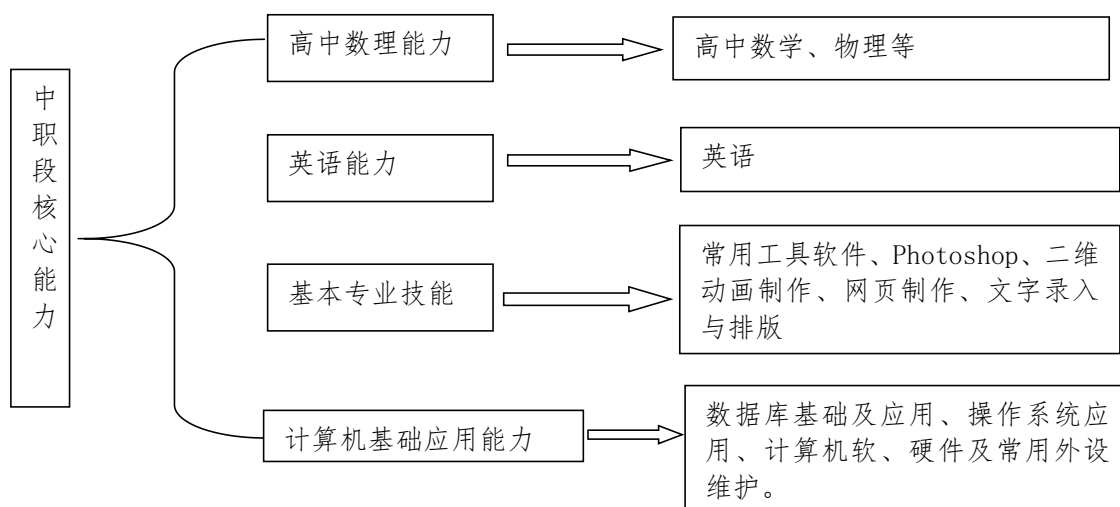 中职段核心能力
高中数理能力
高中数学、物理等
英语能力
英语
基本专业技能
常用工具软件、Photoshop、二维
动画制作、网页制作、文字录入
与排版
计算机基础应用能力
数据库基础及应用、操作系统应
用、计算机软、硬件及常用外设
维护。